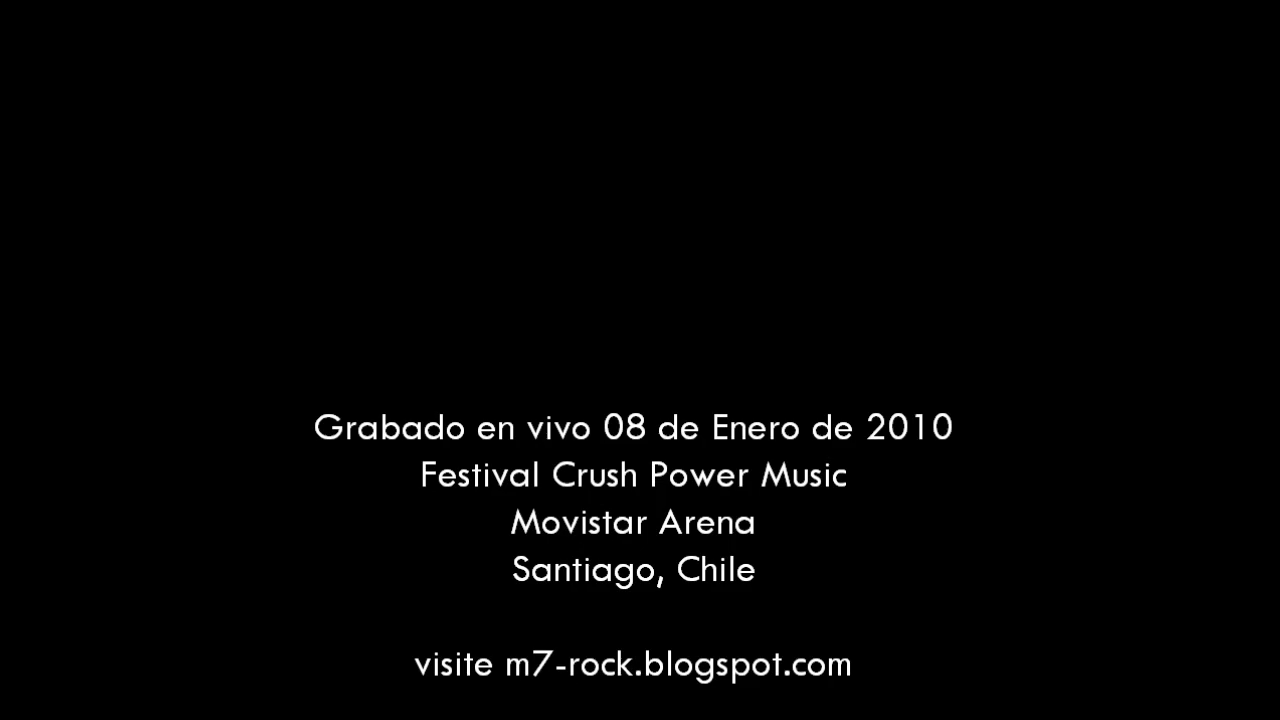 Grabado en vivo 08 de Enero de 2010
Festival Crush Power Music
Movistar Arena
Santiago, Chile
visite m7-rock.blogspot.com